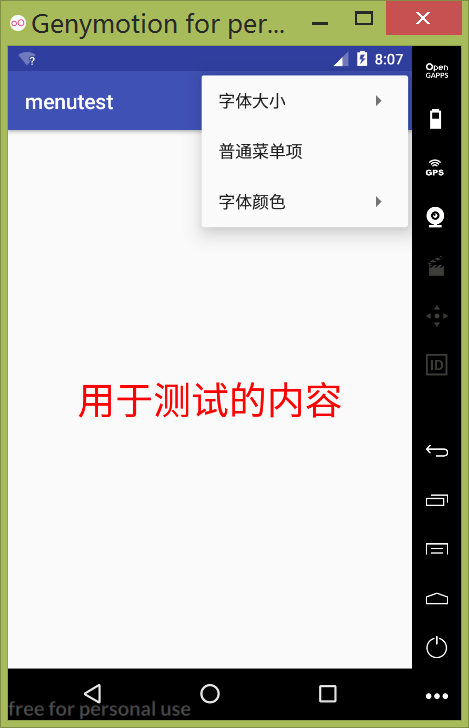 Genymotion for per...
Open
GAPPS
8:07
menutest
字体大小
普通菜单项
字体颜色
GPS
ID
用于测试的内容
free for personal use